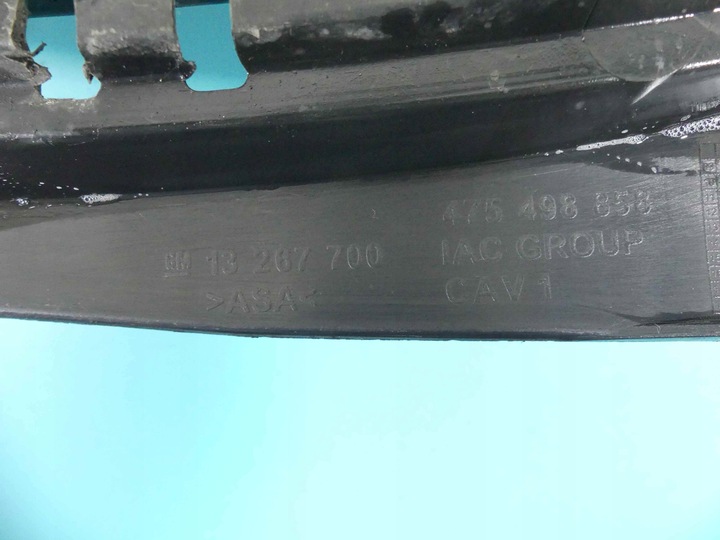 GM 13 267 700
>ASA<
475 498 858
IAC GROUP
CAV 1